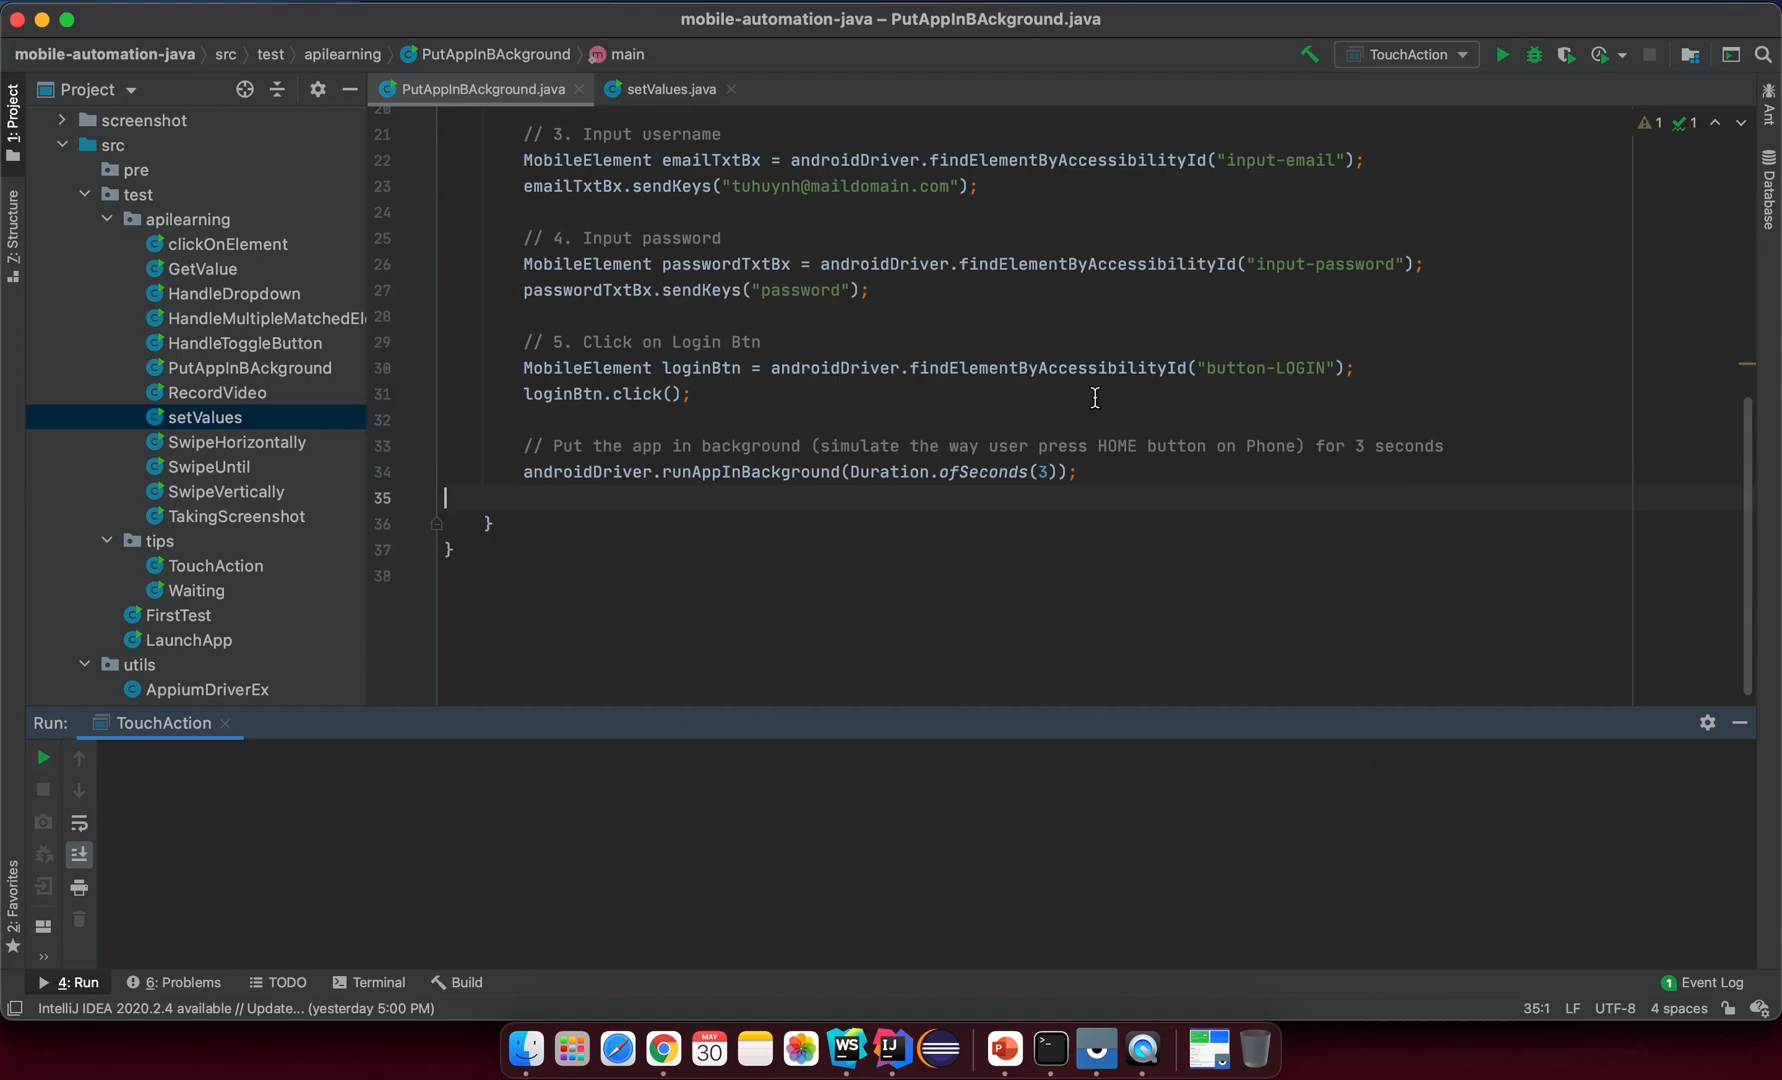 mobile-automation-java – PutAppInBAckground.java
mobile-automation-java
src
test
apilearning
PutAppInBAckground
main
TouchAction
1: Project
7: Structure
2: Favorites
Project
screenshot
src
pre
test
apilearning
clickOnElement
GetValue
HandleDropdown
HandleMultipleMatchedEl
HandleToggleButton
PutAppInBAckground
RecordVideo
setValues
SwipeHorizontally
SwipeUntil
SwipeVertically
TakingScreenshot
tips
TouchAction
Waiting
FirstTest
LaunchApp
utils
AppiumDriverEx
PutAppInBAckground.java
setValues.java
1
1
20
21 // 3. Input username
22 MobileElement emailTxtBx = androidDriver.findElementByAccessibilityId("input-email");
23 emailTxtBx.sendKeys("tuhuynh@maildomain.com");
24
25 // 4. Input password
26 MobileElement passwordTxtBx = androidDriver.findElementByAccessibilityId("input-password");
27 passwordTxtBx.sendKeys("password");
28
29 // 5. Click on Login Btn
30 MobileElement loginBtn = androidDriver.findElementByAccessibilityId("button-LOGIN");
31 loginBtn.click();
32
33 // Put the app in background (simulate the way user press HOME button on Phone) for 3 seconds
34 androidDriver.runAppInBackground(Duration.ofSeconds(3));
35
36 }
37 }
38
Ant
Database
Run:
TouchAction
4: Run
6: Problems
TODO
Terminal
Build
1 Event Log
IntelliJ IDEA 2020.2.4 available // Update... (yesterday 5:00 PM)
35:1
LF
UTF-8
4 spaces
MAY
30
WS
IJ
P